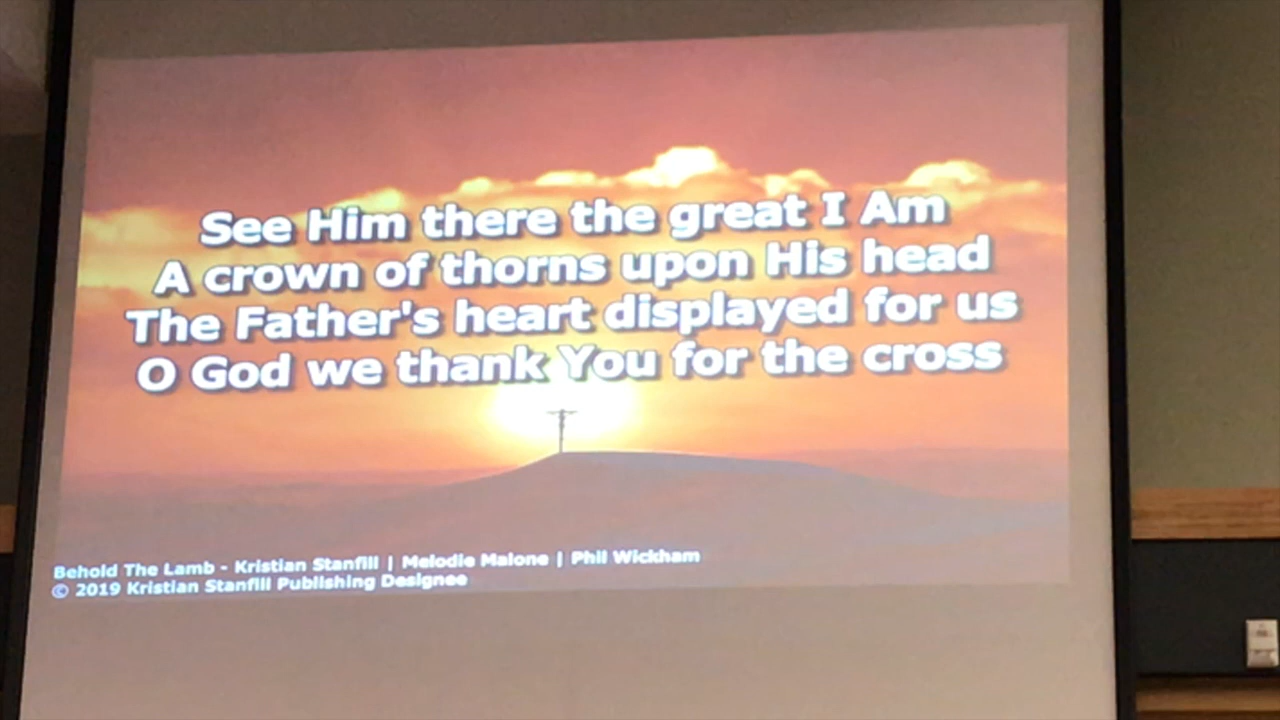 See Him there the great I Am
A crown of thorns upon His head
The Father's heart displayed for us
O God we thank You for the cross
Behold The Lamb - Kristian Stanfill | Melodie Malone | Phil Wickham
© 2019 Kristian Stanfill Publishing Designee